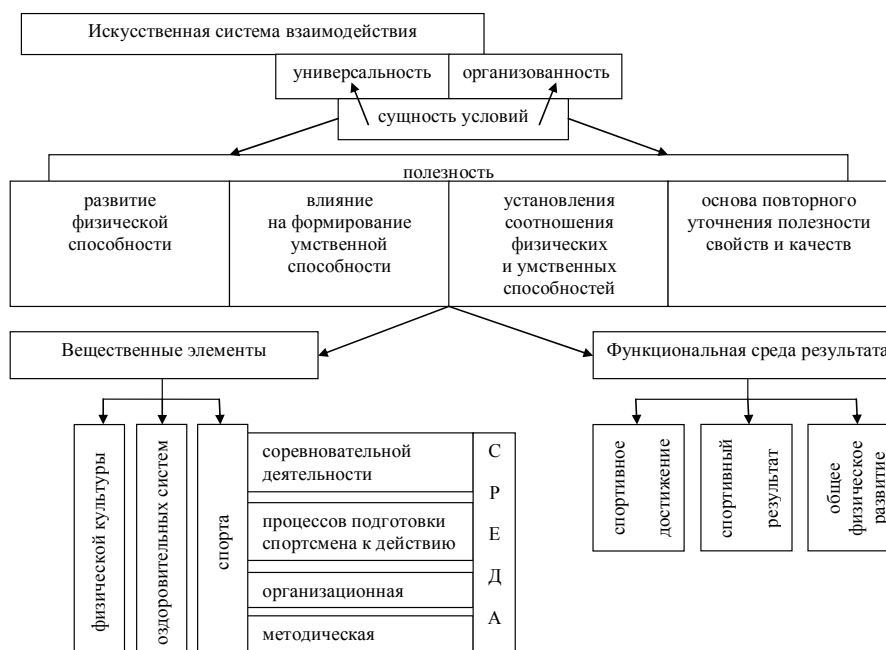 Искусственная система взаимодействия
универсальность
организованность
сущность условий
полезность
развитие
физической
способности
влияние
на формирование
умственной
способности
установления
соотношения
физических
и умственных
способностей
основа повторного
уточнения полезности
свойств и качеств
Вещественные элементы
Функциональная среда результата
физической культуры
оздоровительных систем
спорта
соревновательной
деятельности
процессов подготовки
спортсмена к действию
организационная
методическая
С
Р
Е
Д
А
спортивное
достижение
спортивный
результат
общее
физическое
развитие